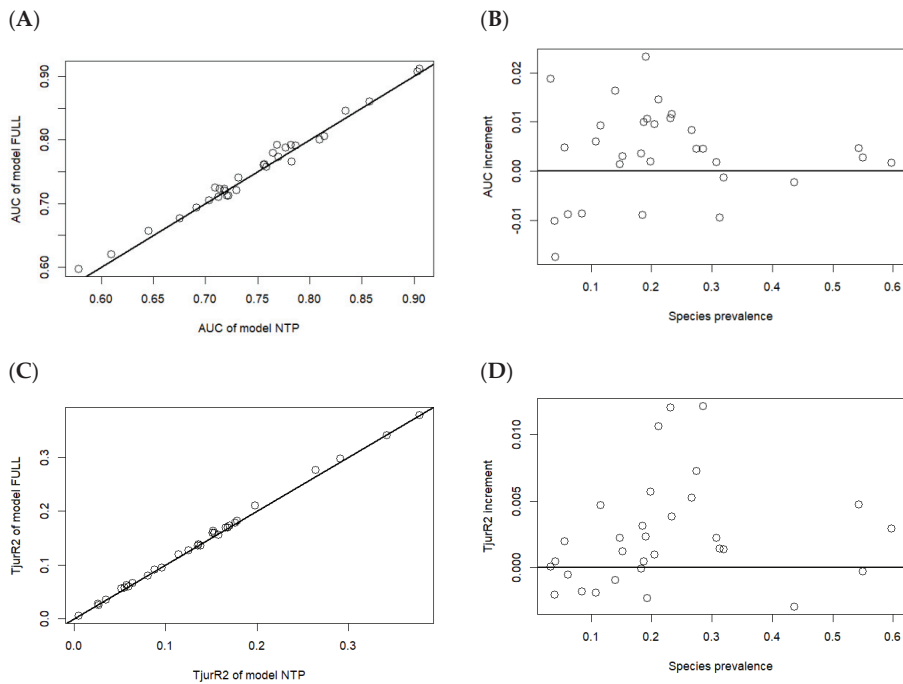 (A)
AUC of model FULL
0.90
0.80
0.70
0.60
0.60 0.65 0.70 0.75 0.80 0.85 0.90
AUC of model NTP
(B)
AUC increment
0.02
0.01
0.00
-0.01
0.1 0.2 0.3 0.4 0.5 0.6
Species prevalence
(C)
TjurR2 of model FULL
0.3
0.2
0.1
0.0
0.0 0.1 0.2 0.3
TjurR2 of model NTP
(D)
TjurR2 increment
0.010
0.005
0.000
0.1 0.2 0.3 0.4 0.5 0.6
Species prevalence